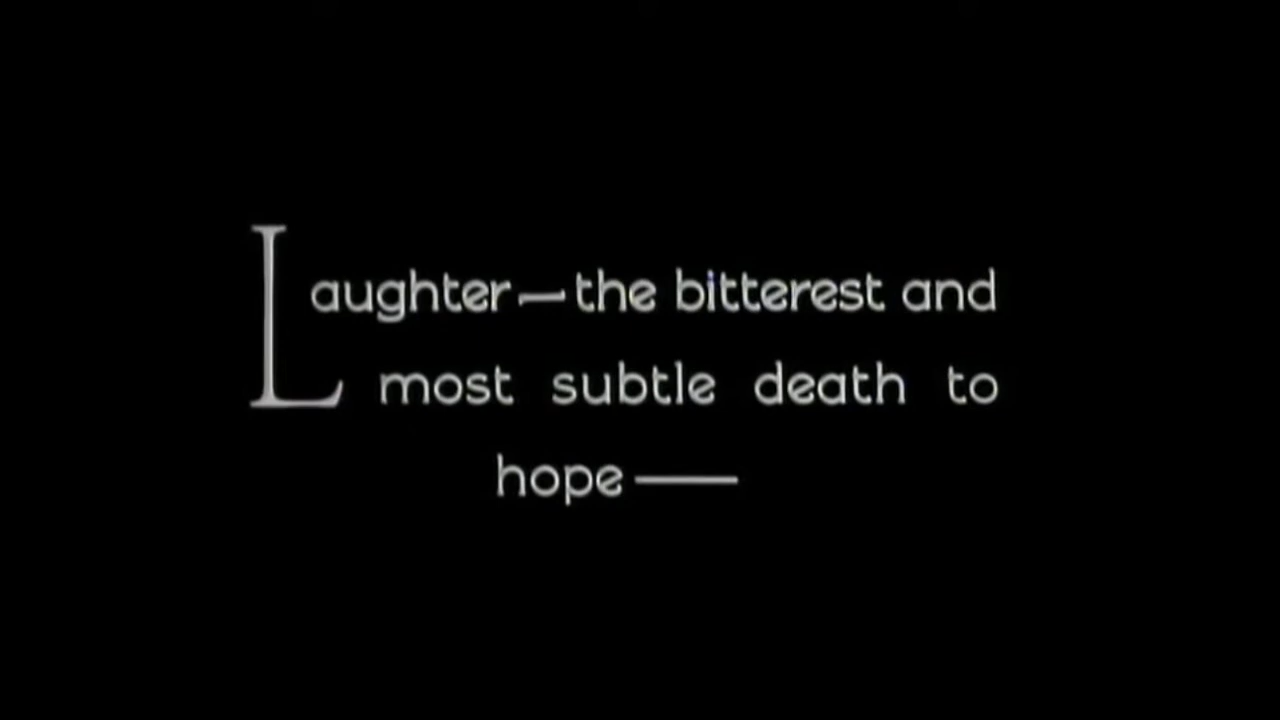 Laughter—the bitterest and
most subtle death to
hope——